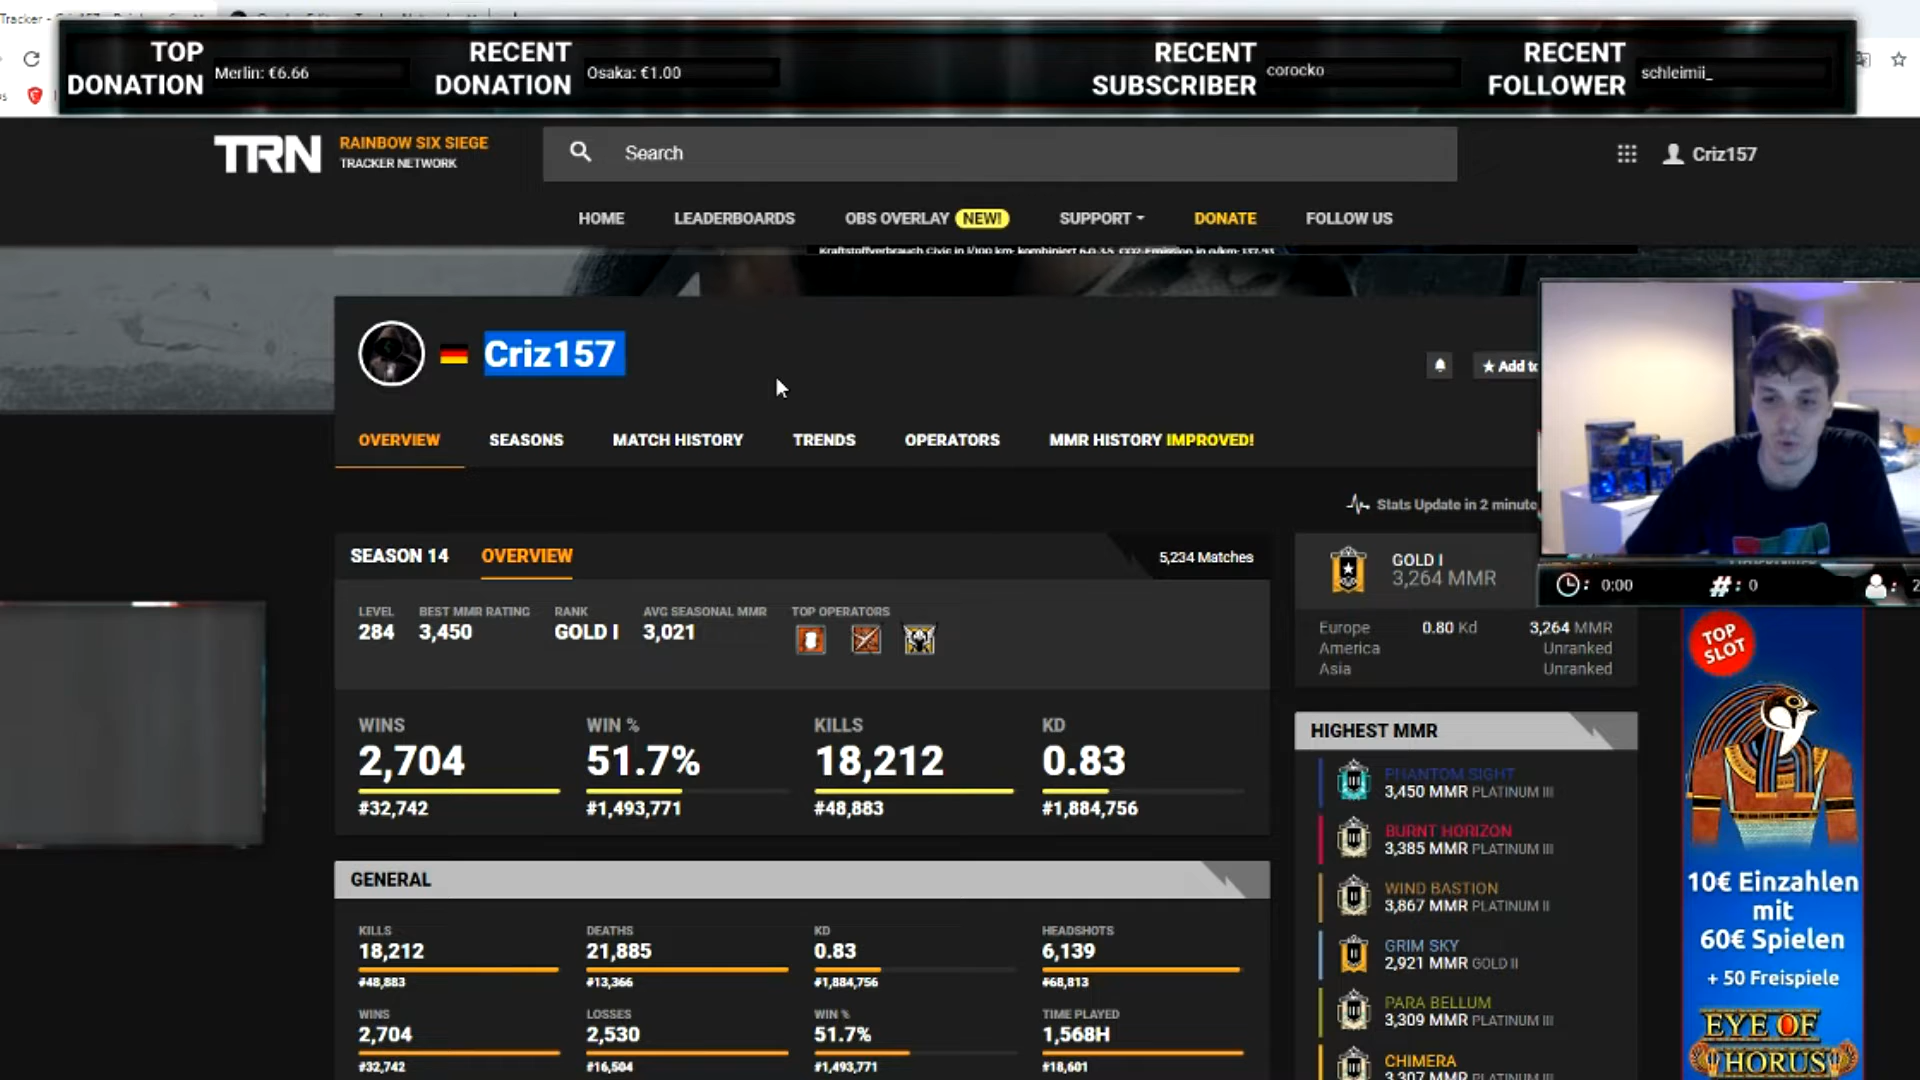 TOP
DONATION
Merlin: €6.66
RECENT
DONATION
Osaka: €1.00
RECENT
SUBSCRIBER
corocko
RECENT
FOLLOWER
schleimii_
TRN
RAINBOW SIX SIEGE
TRACKER NETWORK
Search
Criz157
HOME
LEADERBOARDS
OBS OVERLAY NEW!
SUPPORT
DONATE
FOLLOW US
Criz157
Add to
OVERVIEW
SEASONS
MATCH HISTORY
TRENDS
OPERATORS
MMR HISTORY IMPROVED!
Stats Update in 2 minute
SEASON 14
OVERVIEW
5,234 Matches
LEVEL
284
BEST MMR RATING
3,450
RANK
GOLD I
AVG SEASONAL MMR
3,021
TOP OPERATORS
WINS
2,704
#32,742
WIN %
51.7%
#1,493,771
KILLS
18,212
#48,883
KD
0.83
#1,884,756
GENERAL
KILLS
18,212
#48,883
DEATHS
21,885
#13,366
KD
0.83
#1,884,756
HEADSHOTS
6,139
#68,813
WINS
2,704
#32,742
LOSSES
2,530
#16,504
WIN %
51.7%
#1,493,771
TIME PLAYED
1,568H
#18,601
GOLD I
3,264 MMR
Europe 0.80 Kd 3,264 MMR
America Unranked
Asia Unranked
HIGHEST MMR
PHANTOM SIGHT
3,450 MMR PLATINUM III
BURNT HORIZON
3,385 MMR PLATINUM III
WIND BASTION
3,867 MMR PLATINUM II
GRIM SKY
2,921 MMR GOLD II
PARA BELLUM
3,309 MMR PLATINUM III
CHIMERA
3,307 MMR PLATINUM III
: 0:00
#: 0
: 2
TOP
SLOT
10€ Einzahlen
mit
60€ Spielen
+ 50 Freispiele
EYE OF
HORUS